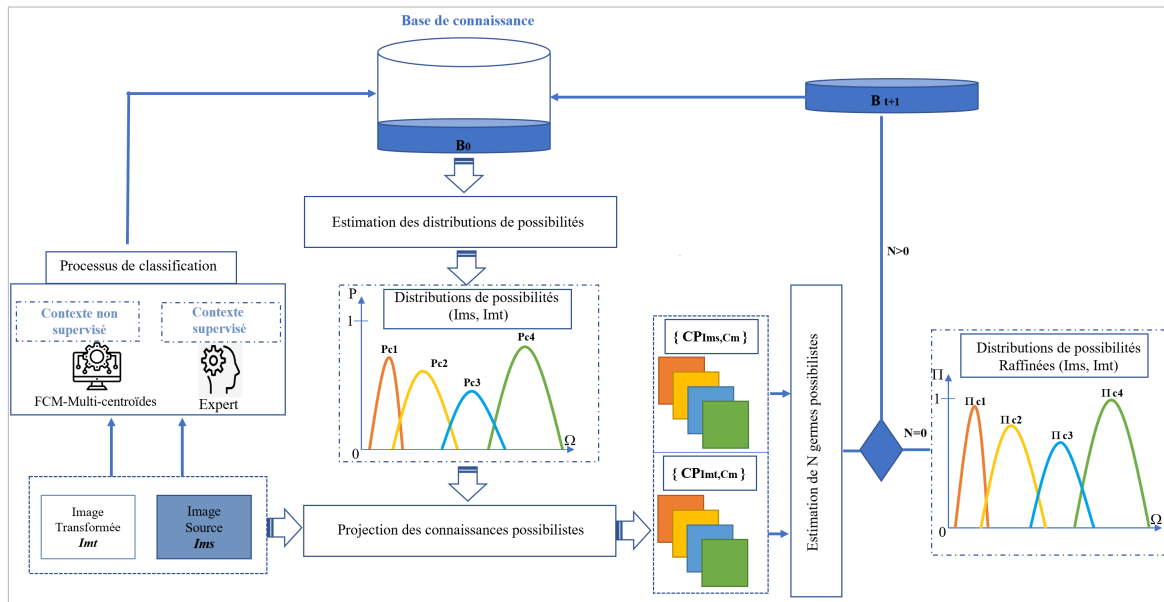 Base de connaissance
B0
B t+1
Estimation des distributions de possibilités
N>0
Processus de classification
Contexte non
supervisé
Contexte
supervisé
FCM-Multi-centroïdes
Expert
P
Distributions de possibilités
(Ims, Imt)
1
Pc1
Pc2
Pc3
Pc4
0
Ω
{ CPIms,Cm }
{ CPImt,Cm }
Estimation de N germes possibilistes
N=0
Distributions de possibilités
Raffinées (Ims, Imt)
Π
1
Π c1
Π c2
Π c3
Π c4
0
Ω
Image
Transformée
Imt
Image
Source
Ims
Projection des connaissances possibilistes